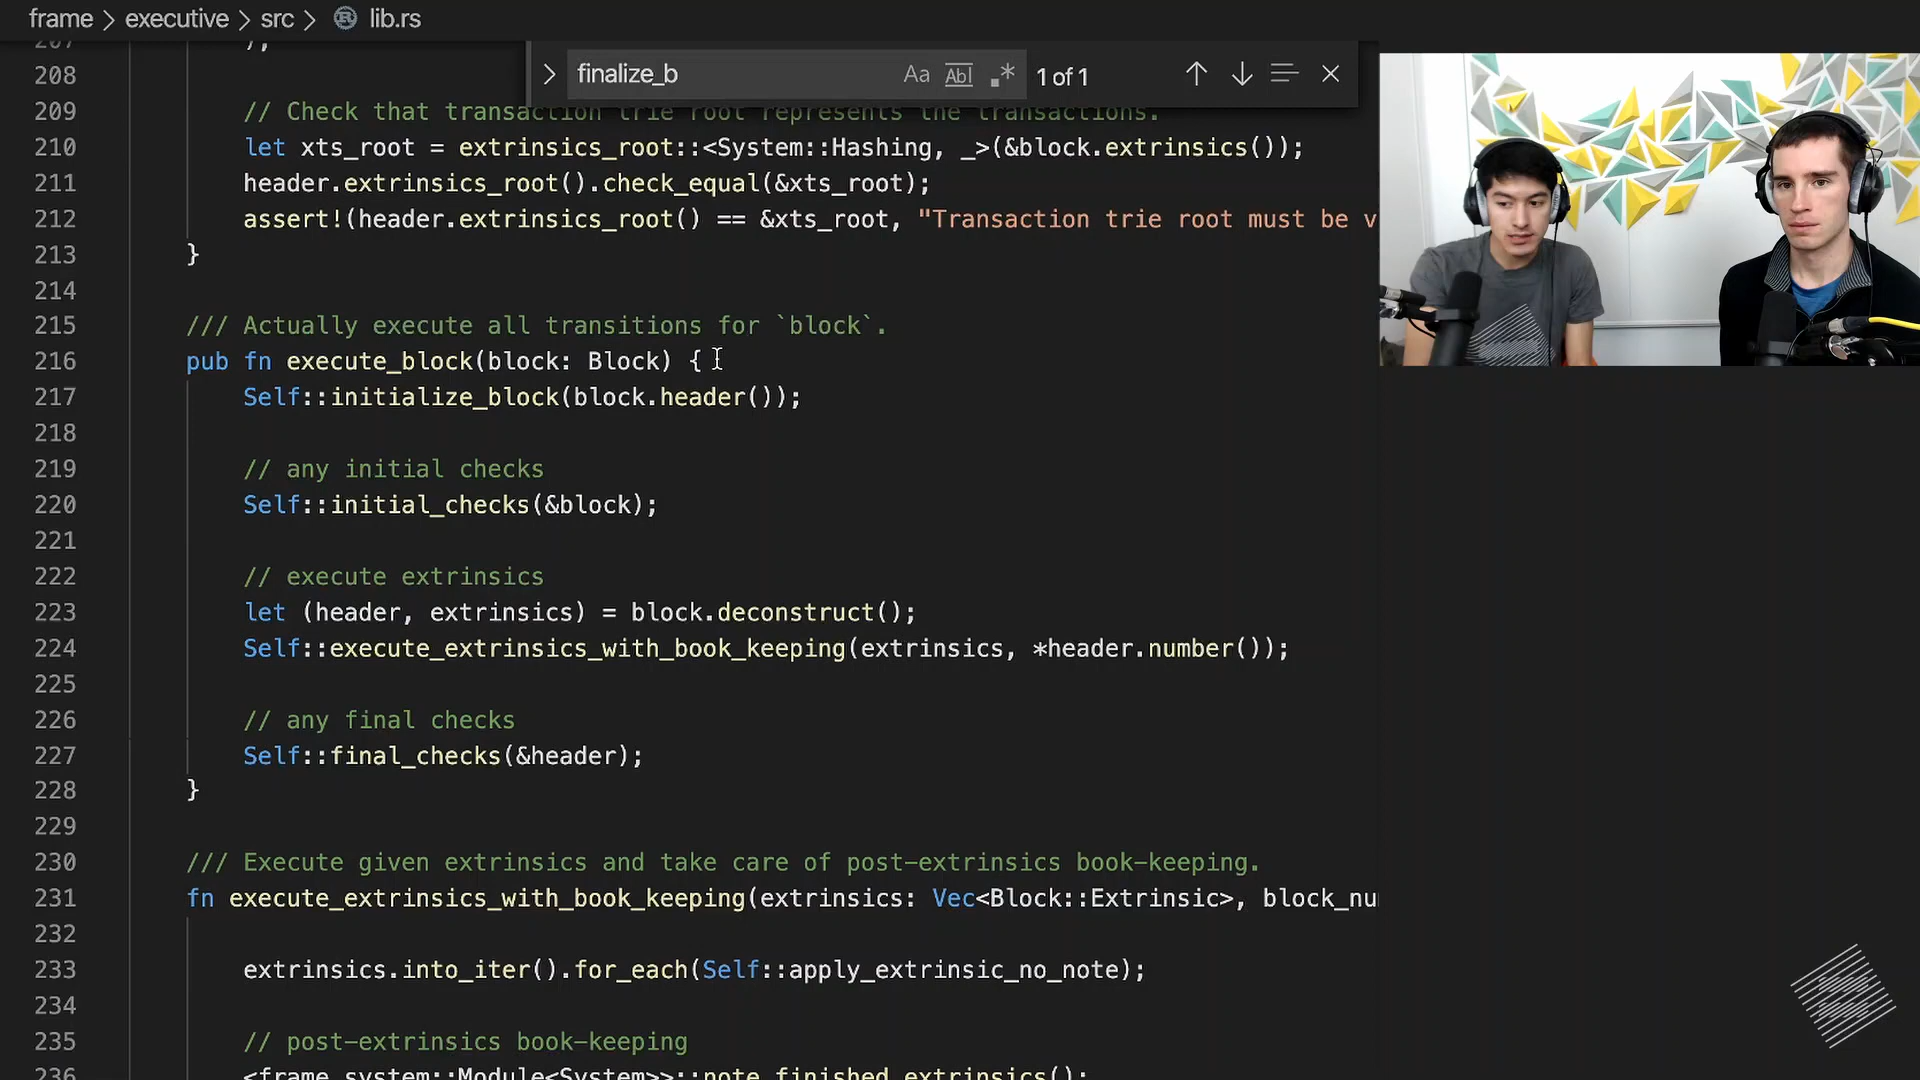 frame > executive > src > lib.rs
finalize_b Aa Abl .* 1 of 1
207 );
208
209 // Check that transaction trie root represents the transactions.
210 let xts_root = extrinsics_root::<System::Hashing, _>(&block.extrinsics());
211 header.extrinsics_root().check_equal(&xts_root);
212 assert!(header.extrinsics_root() == &xts_root, "Transaction trie root must be v
213 }
214
215 /// Actually execute all transitions for `block`.
216 pub fn execute_block(block: Block) {
217 Self::initialize_block(block.header());
218
219 // any initial checks
220 Self::initial_checks(&block);
221
222 // execute extrinsics
223 let (header, extrinsics) = block.deconstruct();
224 Self::execute_extrinsics_with_book_keeping(extrinsics, *header.number());
225
226 // any final checks
227 Self::final_checks(&header);
228 }
229
230 /// Execute given extrinsics and take care of post-extrinsics book-keeping.
231 fn execute_extrinsics_with_book_keeping(extrinsics: Vec<Block::Extrinsic>, block_nu
232
233 extrinsics.into_iter().for_each(Self::apply_extrinsic_no_note);
234
235 // post-extrinsics book-keeping
236 <frame_system::Module<System>>::note_finished_extrinsics();